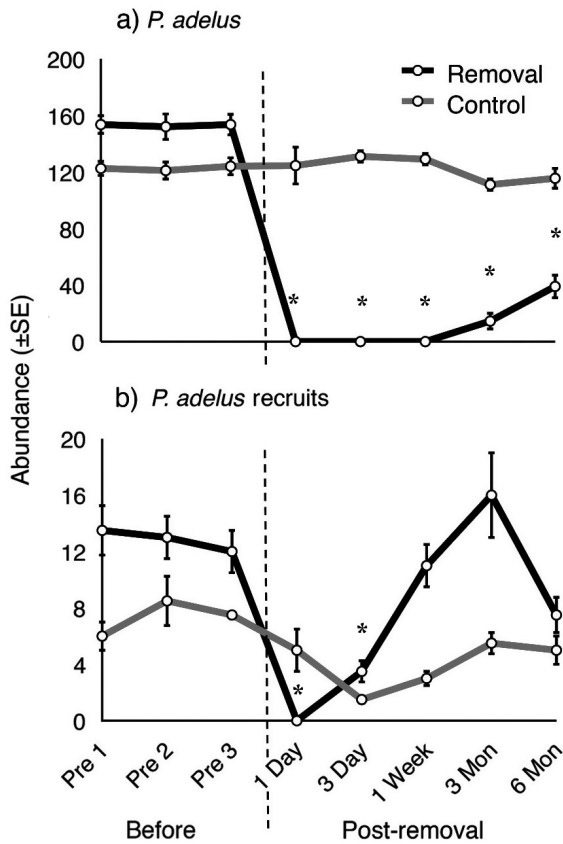 a) P. adelus
200
160
120
80
40
0
Removal
Control
*
*
*
*
*
Abundance (±SE)
b) P. adelus recruits
20
16
12
8
4
0
*
*
Pre 1
Pre 2
Pre 3
1 Day
3 Day
1 Week
3 Mon
6 Mon
Before
Post-removal